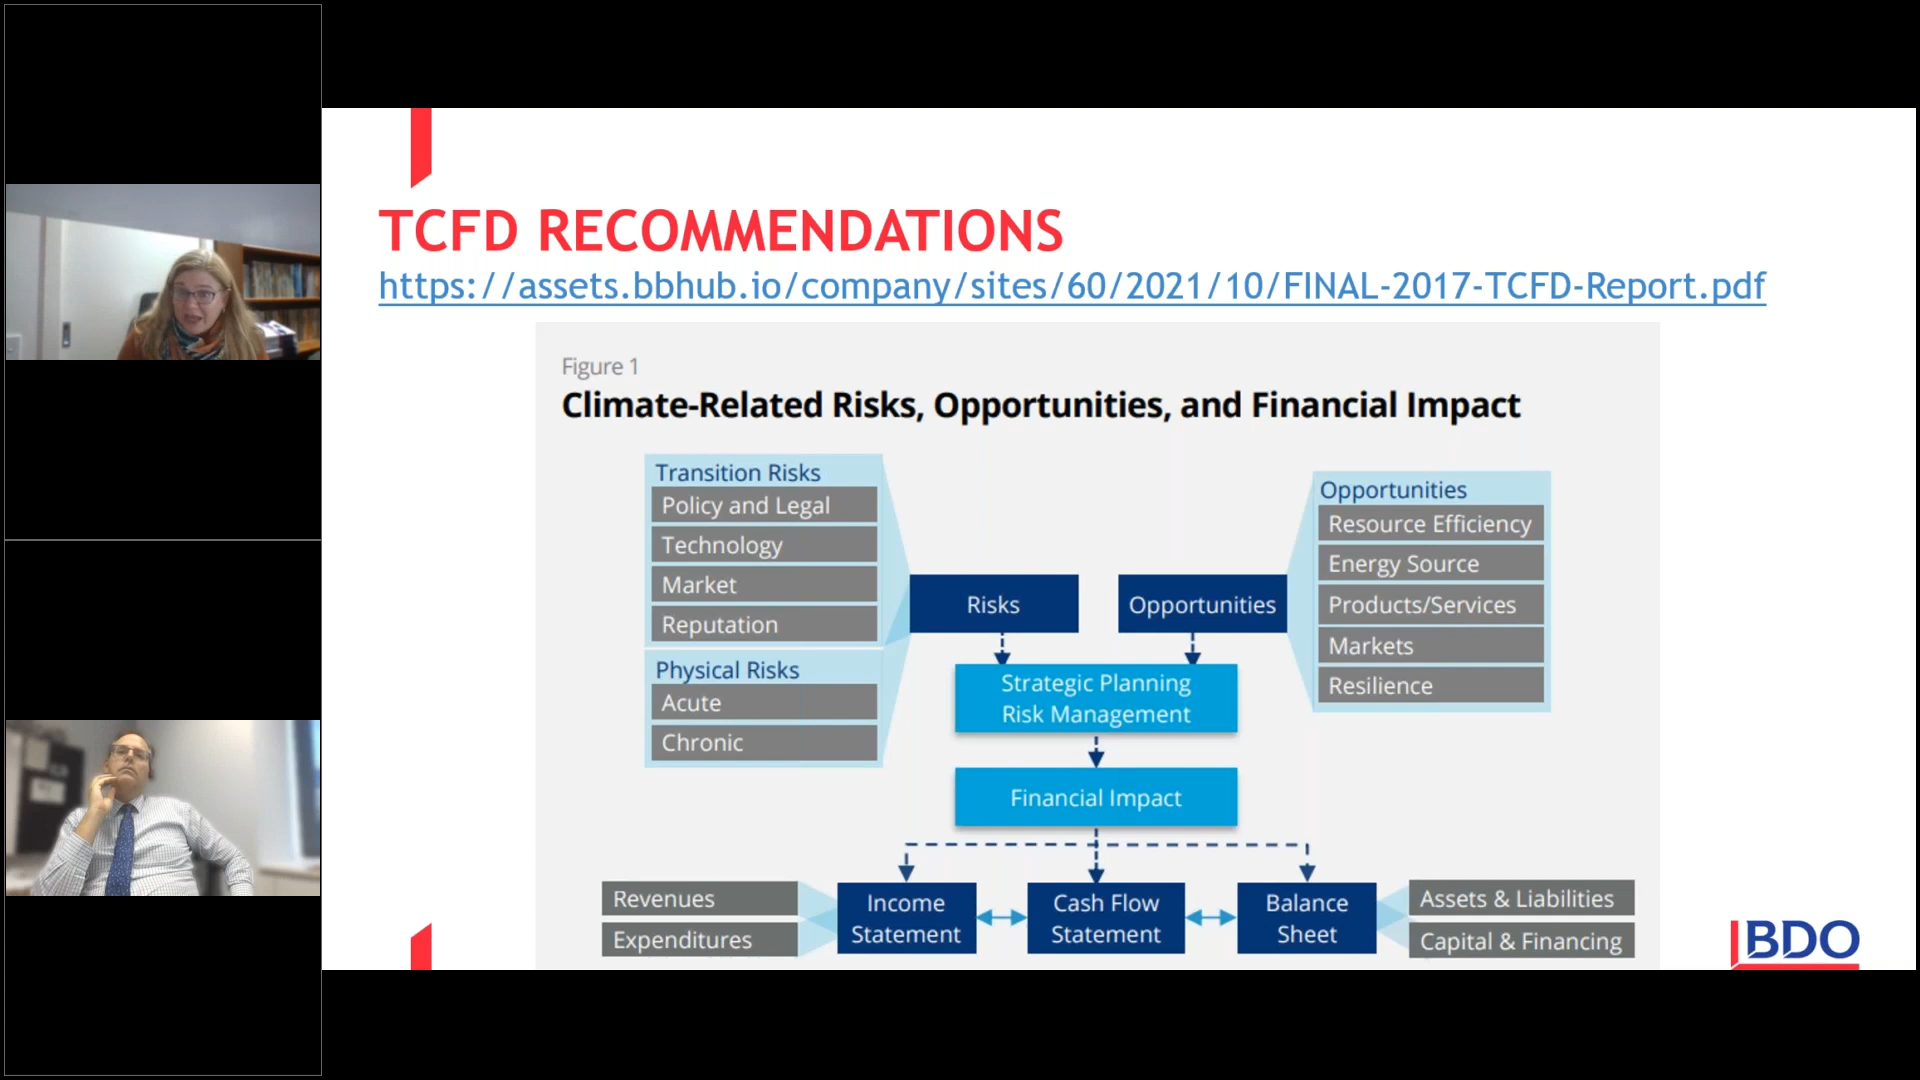 TCFD RECOMMENDATIONS
https://assets.bbhub.io/company/sites/60/2021/10/FINAL-2017-TCFD-Report.pdf
Figure 1
Climate-Related Risks, Opportunities, and Financial Impact
Transition Risks
Policy and Legal
Technology
Market
Reputation
Physical Risks
Acute
Chronic
Risks
Opportunities
Opportunities
Resource Efficiency
Energy Source
Products/Services
Markets
Resilience
Strategic Planning
Risk Management
Financial Impact
Revenues
Expenditures
Income
Statement
Cash Flow
Statement
Balance
Sheet
Assets & Liabilities
Capital & Financing
BDO